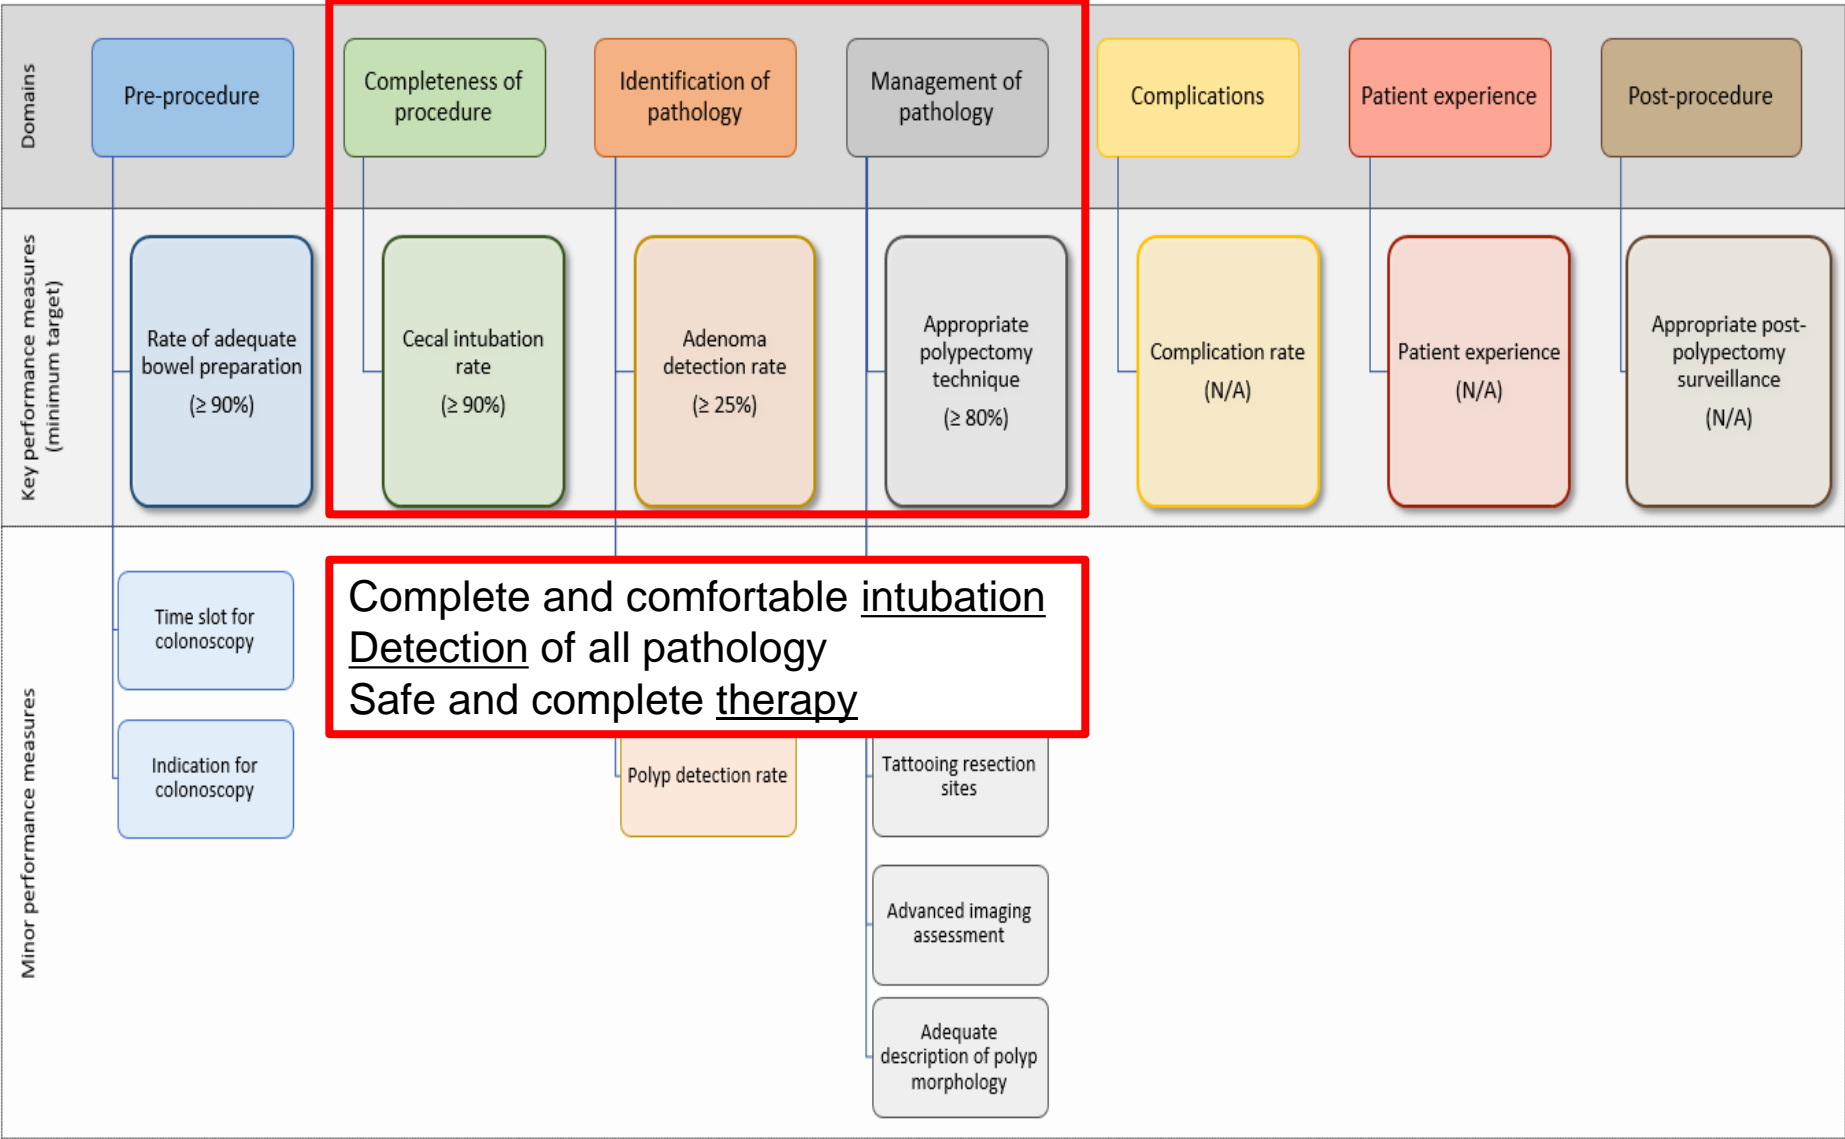 Domains
Pre-procedure
Completeness of
procedure
Identification of
pathology
Management of
pathology
Complications
Patient experience
Post-procedure
Key performance measures
(minimum target)
Rate of adequate
bowel preparation
(≥ 90%)
Cecal intubation
rate
(≥ 90%)
Adenoma
detection rate
(≥ 25%)
Appropriate
polypectomy
technique
(≥ 80%)
Complication rate
(N/A)
Patient experience
(N/A)
Appropriate post-
polypectomy
surveillance
(N/A)
Minor performance measures
Time slot for
colonoscopy
Indication for
colonoscopy
Complete and comfortable intubation
Detection of all pathology
Safe and complete therapy
Polyp detection rate
Tattooing resection
sites
Advanced imaging
assessment
Adequate
description of polyp
morphology